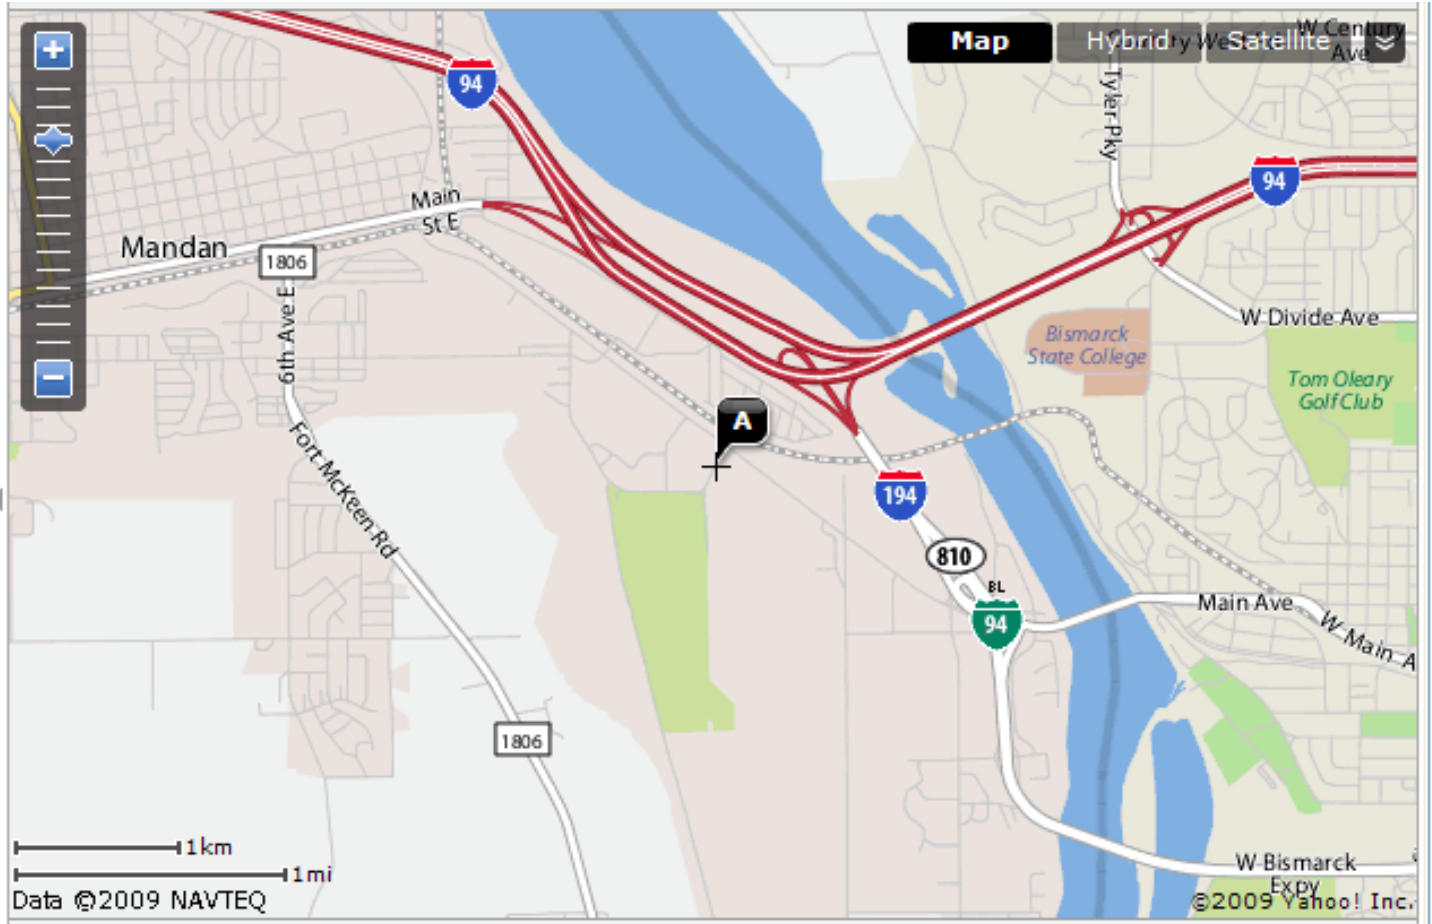 +
Map
Hybrid
Satellite
W Century
Ave
94
Tyler Pky
94
Main
St E
Mandan
1806
6th Ave E
W Divide Ave
Bismarck
State College
Tom Oleary
Golf Club
A
Fort McKeen Rd
194
810
BL
94
Main Ave
W Main A
1806
1km
1mi
W Bismarck
Expy
Data ©2009 NAVTEQ
©2009 Yahoo! Inc.